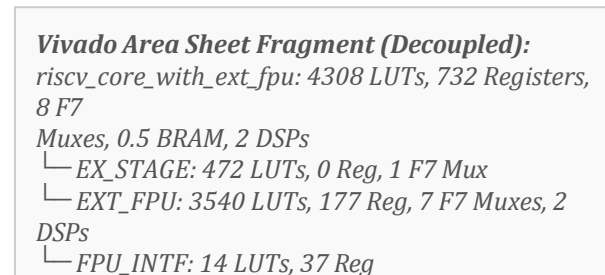 Vivado Area Sheet Fragment (Decoupled):
riscv_core_with_ext_fpu: 4308 LUTs, 732 Registers,
8 F7
Muxes, 0.5 BRAM, 2 DSPs
└─ EX_STAGE: 472 LUTs, 0 Reg, 1 F7 Mux
└─ EXT_FPU: 3540 LUTs, 177 Reg, 7 F7 Muxes, 2
DSPs
└─ FPU_INTF: 14 LUTs, 37 Reg